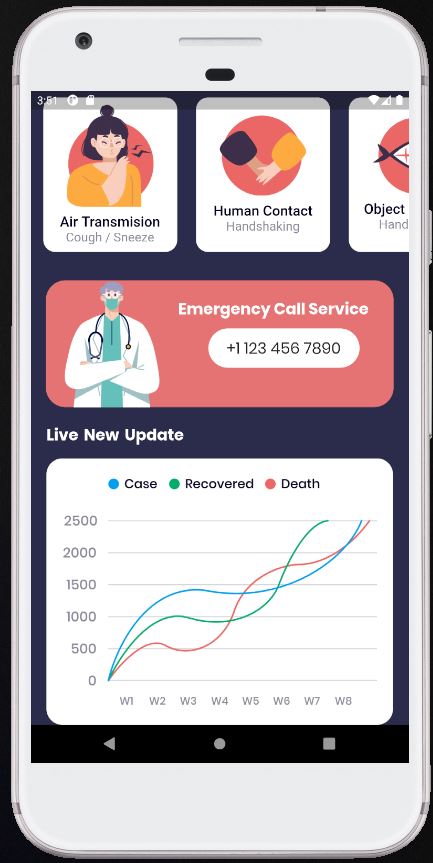 3:51
Air Transmision
Cough / Sneeze
Human Contact
Handshaking
Object
Hand
Emergency Call Service
+1 123 456 7890
Live New Update
Case Recovered Death
2500
2000
1500
1000
500
0
W1 W2 W3 W4 W5 W6 W7 W8